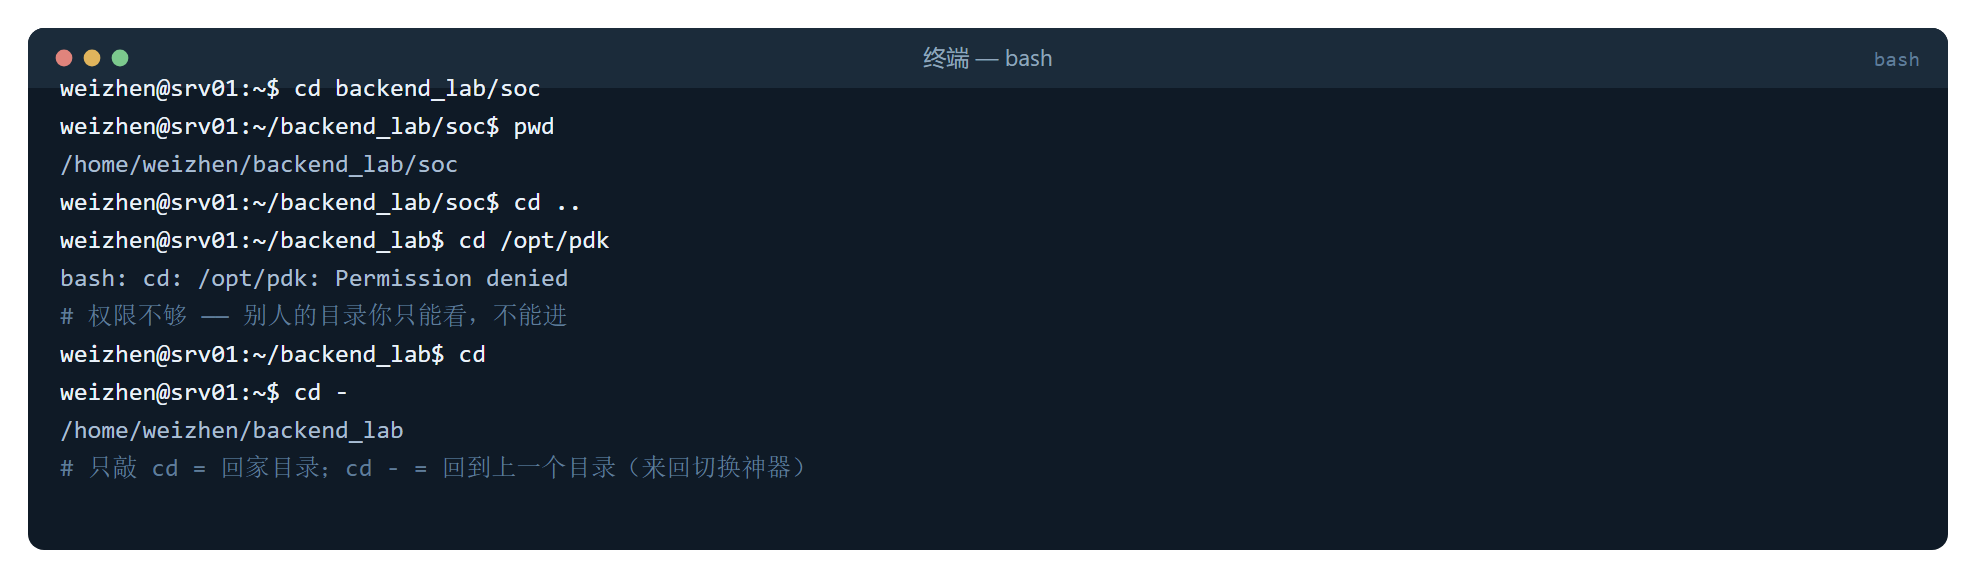 终端 — bash
bash
weizhen@srv01:~$ cd backend_lab/soc
weizhen@srv01:~/backend_lab/soc$ pwd
/home/weizhen/backend_lab/soc
weizhen@srv01:~/backend_lab/soc$ cd ..
weizhen@srv01:~/backend_lab$ cd /opt/pdk
bash: cd: /opt/pdk: Permission denied
# 权限不够 —— 别人的目录你只能看，不能进
weizhen@srv01:~/backend_lab$ cd
weizhen@srv01:~$ cd -
/home/weizhen/backend_lab
# 只敲 cd = 回家目录；cd - = 回到上一个目录（来回切换神器）